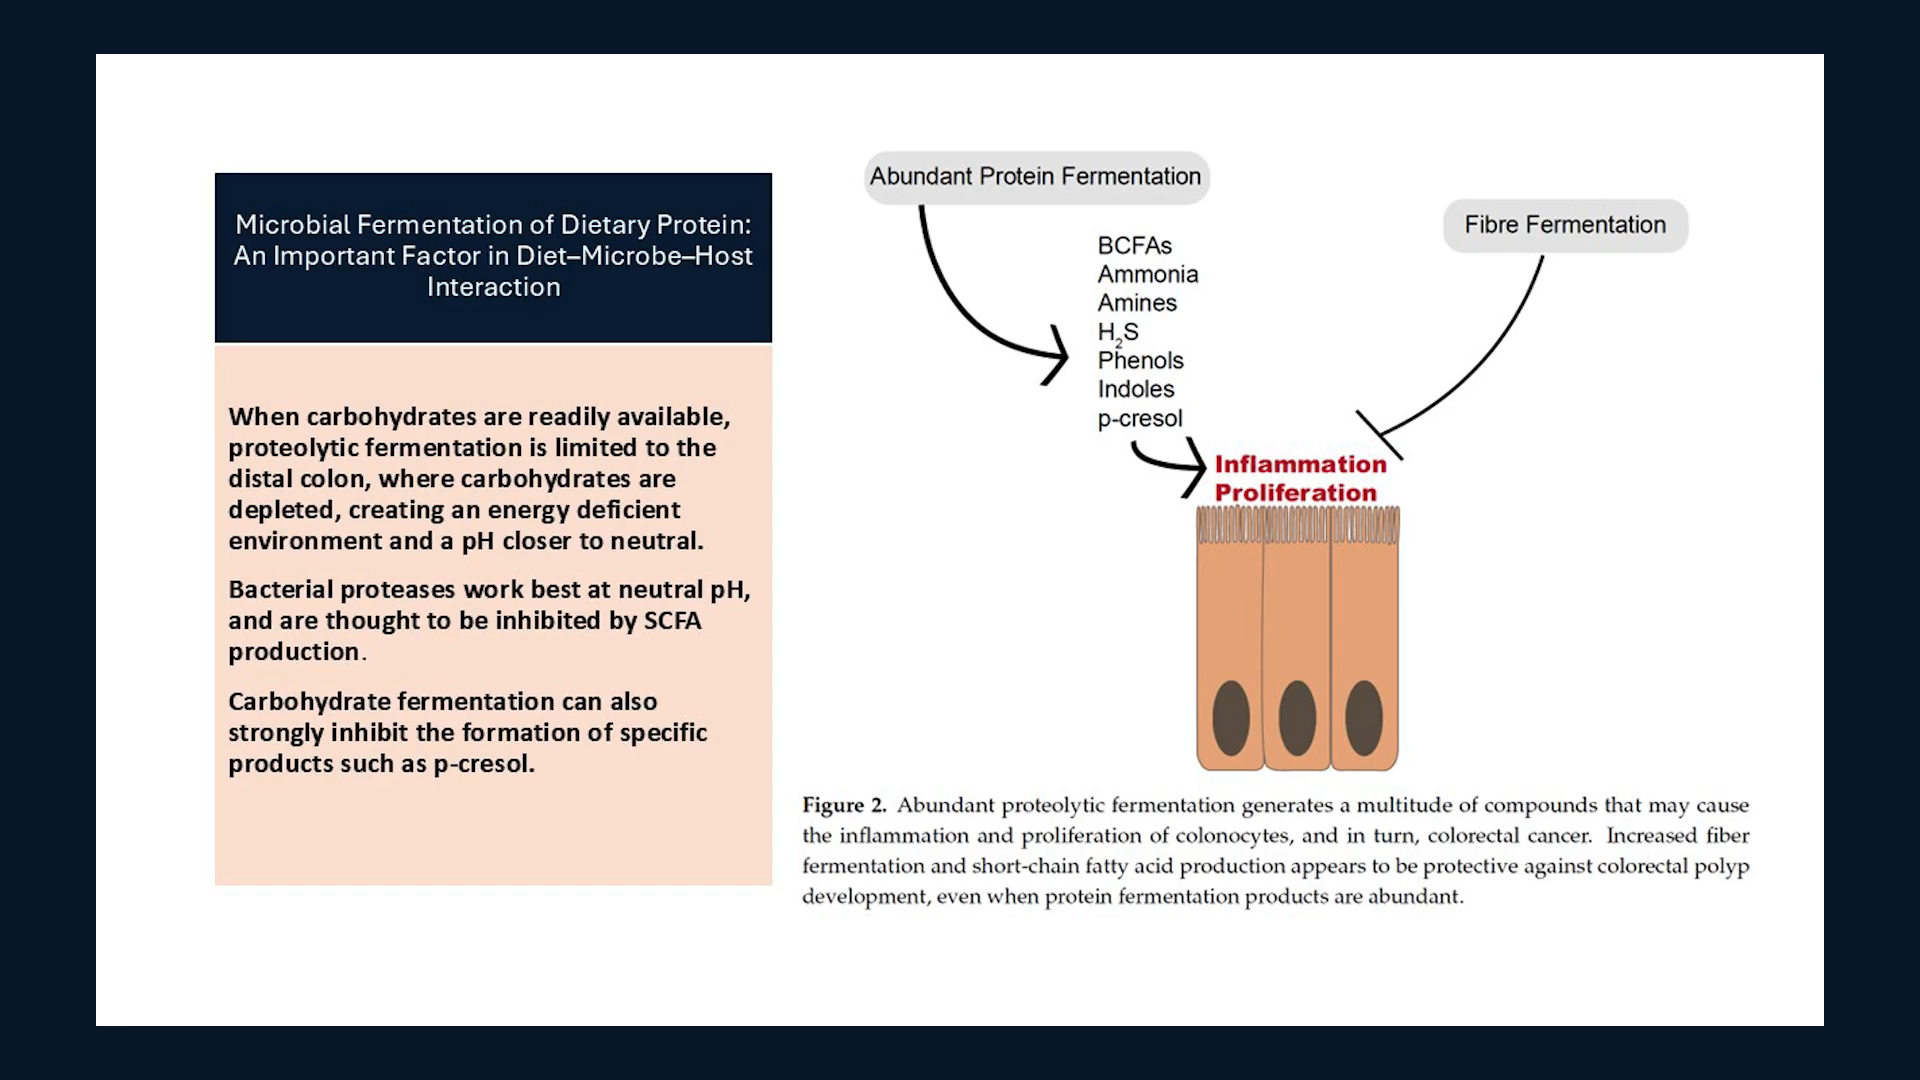 Microbial Fermentation of Dietary Protein:
An Important Factor in Diet–Microbe–Host
Interaction
When carbohydrates are readily available,
proteolytic fermentation is limited to the
distal colon, where carbohydrates are
depleted, creating an energy deficient
environment and a pH closer to neutral.
Bacterial proteases work best at neutral pH,
and are thought to be inhibited by SCFA
production.
Carbohydrate fermentation can also
strongly inhibit the formation of specific
products such as p-cresol.
Abundant Protein Fermentation
Fibre Fermentation
BCFAs
Ammonia
Amines
H₂S
Phenols
Indoles
p-cresol
Inflammation
Proliferation
Figure 2. Abundant proteolytic fermentation generates a multitude of compounds that may cause
the inflammation and proliferation of colonocytes, and in turn, colorectal cancer. Increased fiber
fermentation and short-chain fatty acid production appears to be protective against colorectal polyp
development, even when protein fermentation products are abundant.